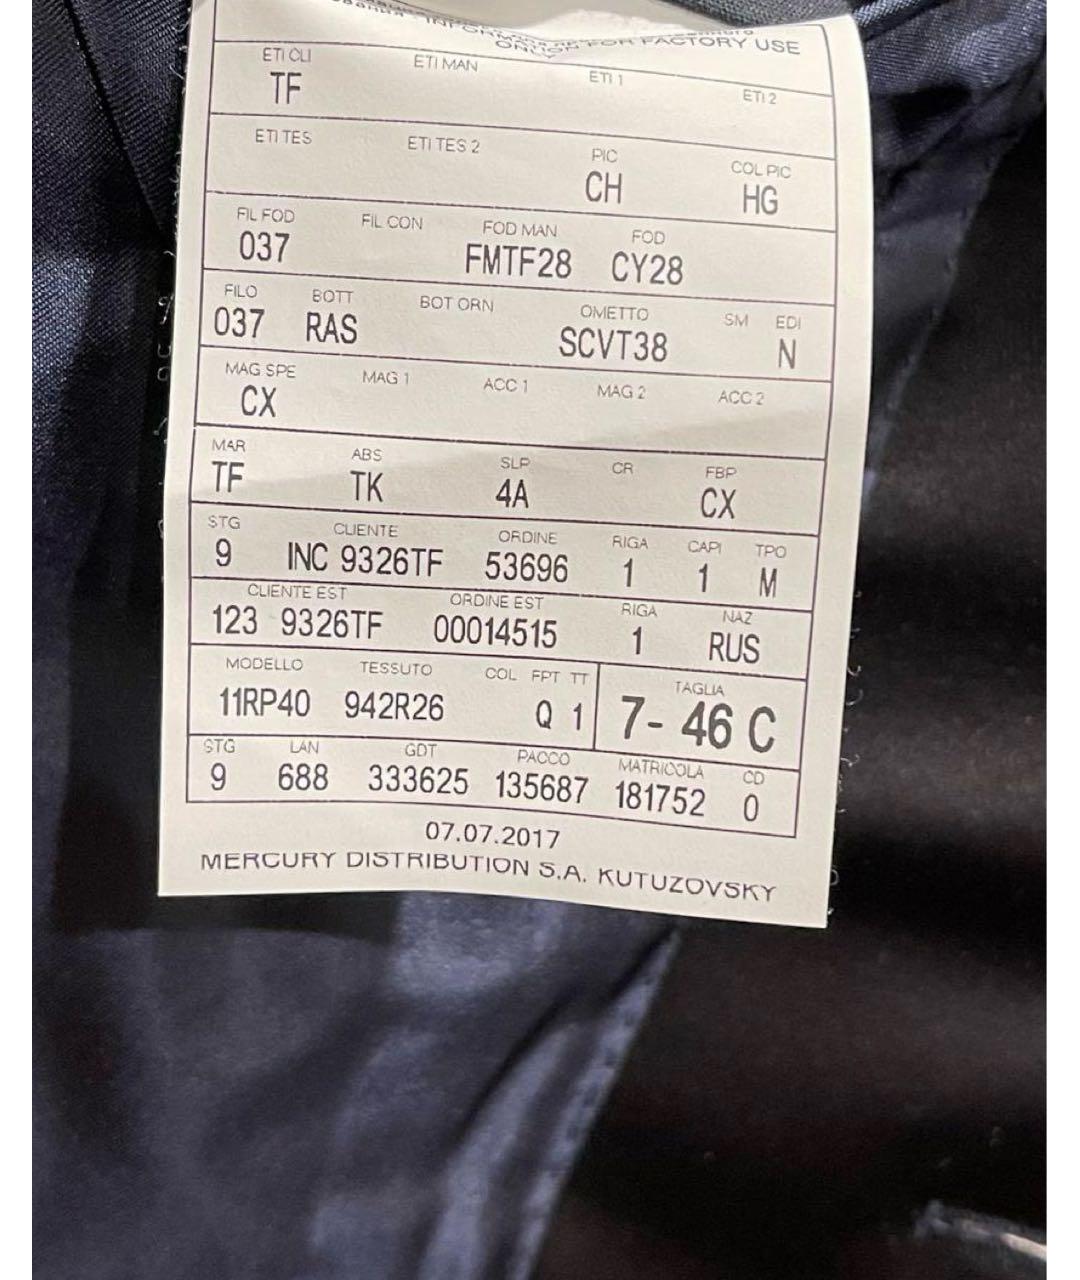 INFORMA
ONLY FOR FACTORY USE
ETI CLI ETI MAN ETI 1 ETI 2
TF
ETI TES ETI TES 2 PIC COL PIC
CH HG
FIL FOD FIL CON FOD MAN FOD
037 FMTF28 CY28
FILO BOTT BOT ORN OMETTO SM EDI
037 RAS SCVT38 N
MAG SPE MAG 1 ACC 1 MAG 2 ACC 2
CX
MAR ABS SLP CR FBP
TF TK 4A CX
STG CLIENTE ORDINE RIGA CAPI TPO
9 INC 9326TF 53696 1 1 M
CLIENTE EST ORDINE EST RIGA NAZ
123 9326TF 00014515 1 RUS
MODELLO TESSUTO COL FPT TT TAGLIA
11RP40 942R26 Q 1 7- 46 C
STG LAN GDT PACCO MATRICOLA CD
9 688 333625 135687 181752 0
07.07.2017
MERCURY DISTRIBUTION S.A. KUTUZOVSKY